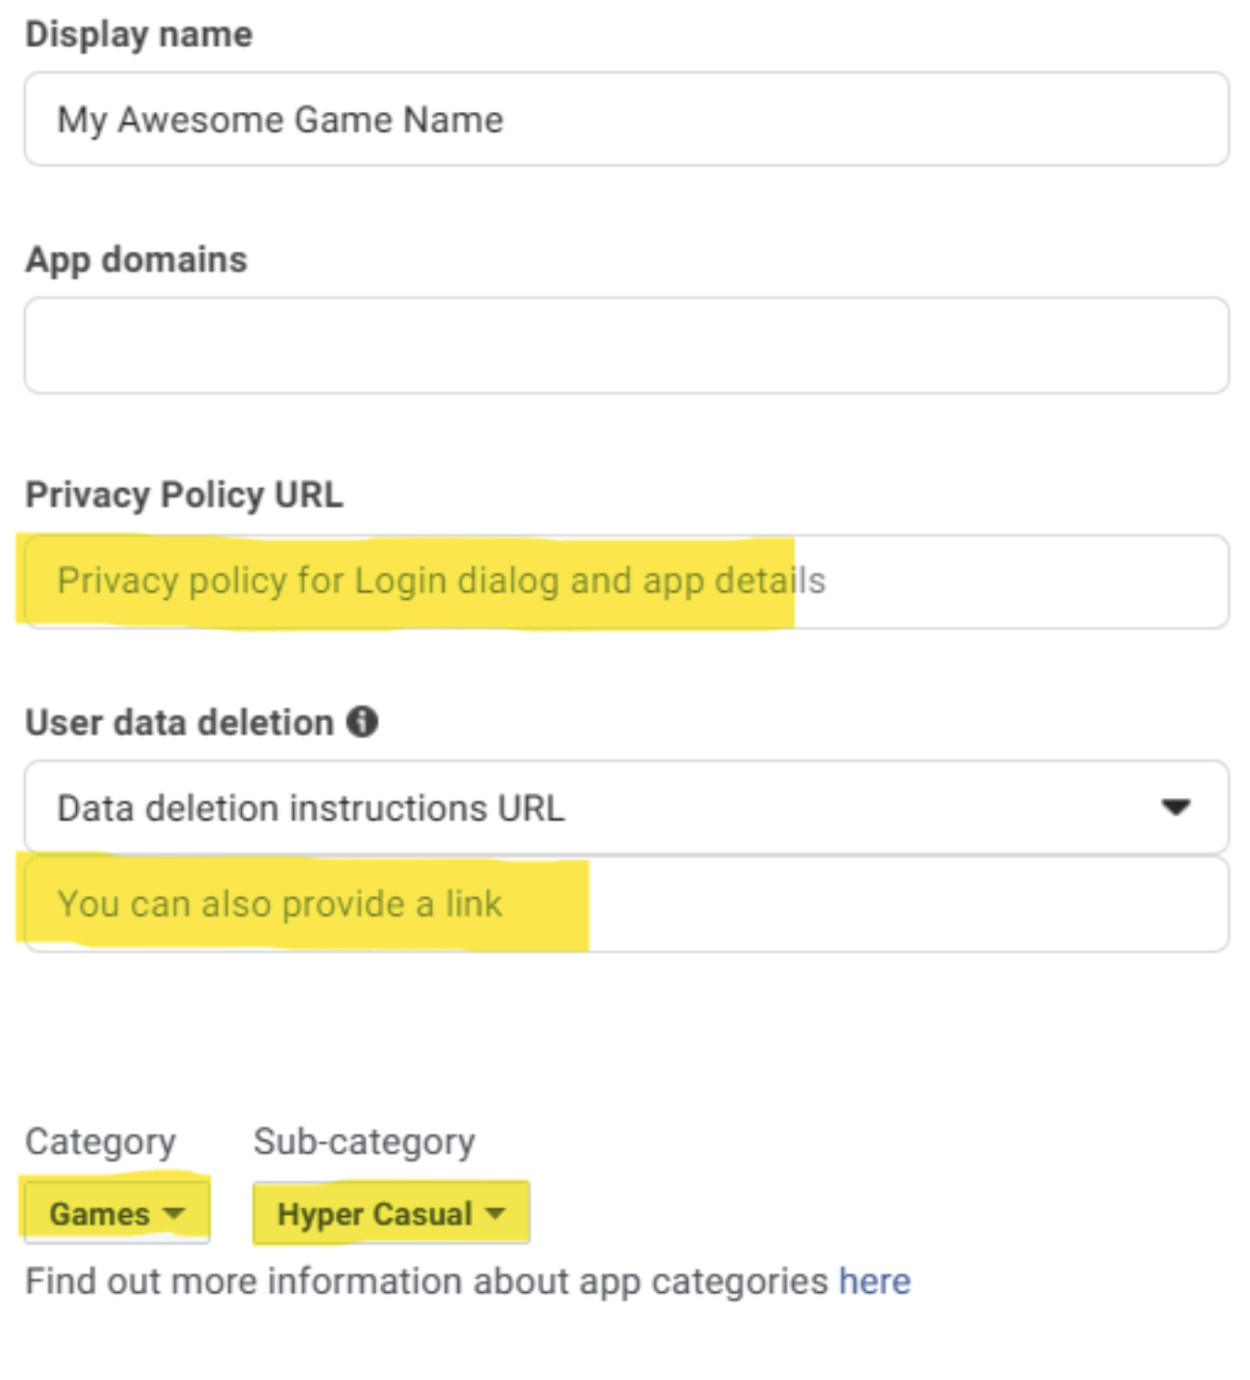 Display name
My Awesome Game Name
App domains
Privacy Policy URL
Privacy policy for Login dialog and app details
User data deletion
Data deletion instructions URL
You can also provide a link
Category Sub-category
Games Hyper Casual
Find out more information about app categories here